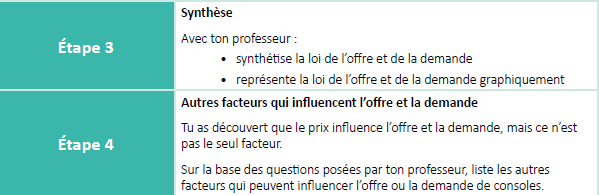 Étape 3
Synthèse
Avec ton professeur :
• synthétise la loi de l'offre et de la demande
• représente la loi de l'offre et de la demande graphiquement
Étape 4
Autres facteurs qui influencent l'offre et la demande
Tu as découvert que le prix influence l'offre et la demande, mais ce n'est
pas le seul facteur.
Sur la base des questions posées par ton professeur, liste les autres
facteurs qui peuvent influencer l'offre ou la demande de consoles.